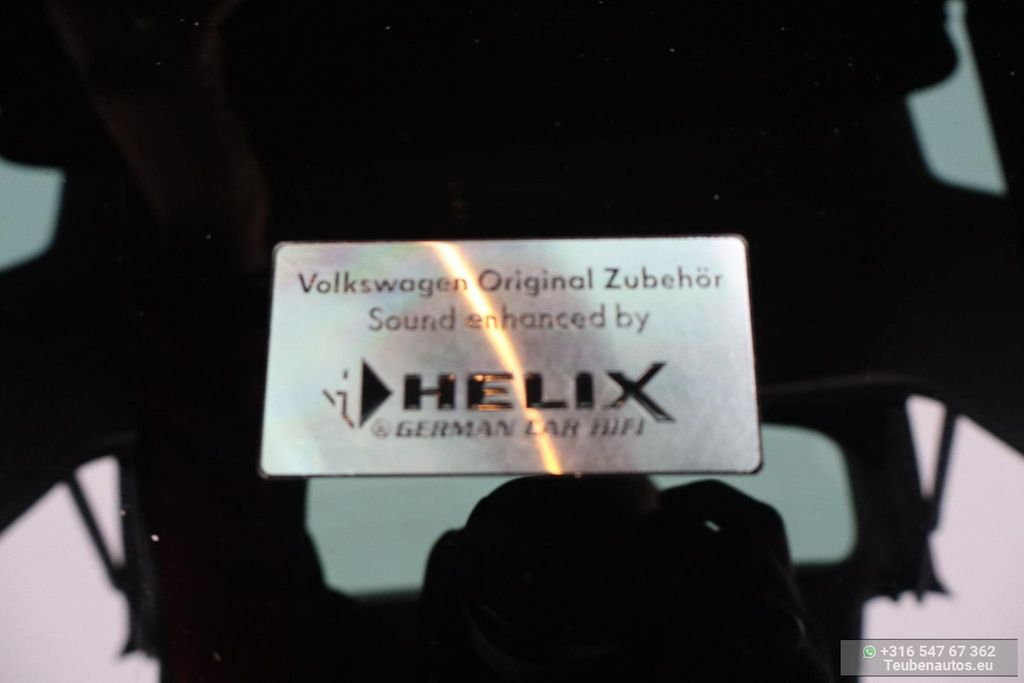 Volkswagen Original Zubehör
Sound enhanced by
HELIX
GERMAN CAR HIFI
+316 547 67 362
Teubenautos.eu